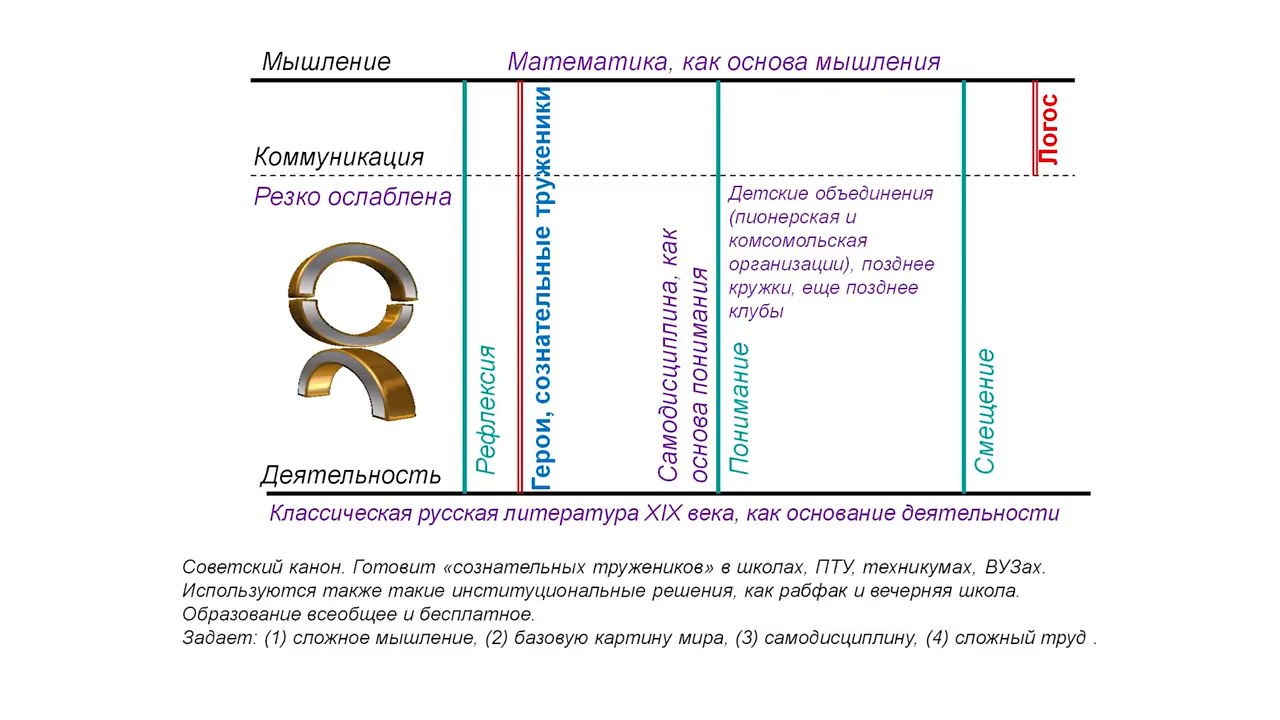 Мышление
Математика, как основа мышления
Коммуникация
Резко ослаблена
Рефлексия
Герои, сознательные труженики
Самодисциплина, как
основа понимания
Понимание
Детские объединения
(пионерская и
комсомольская
организации), позднее
кружки, еще позднее
клубы
Смещение
Логос
Деятельность
Классическая русская литература XIX века, как основание деятельности
Советский канон. Готовит «сознательных тружеников» в школах, ПТУ, техникумах, ВУЗах.
Используются также такие институциональные решения, как рабфак и вечерняя школа.
Образование всеобщее и бесплатное.
Задает: (1) сложное мышление, (2) базовую картину мира, (3) самодисциплину, (4) сложный труд .